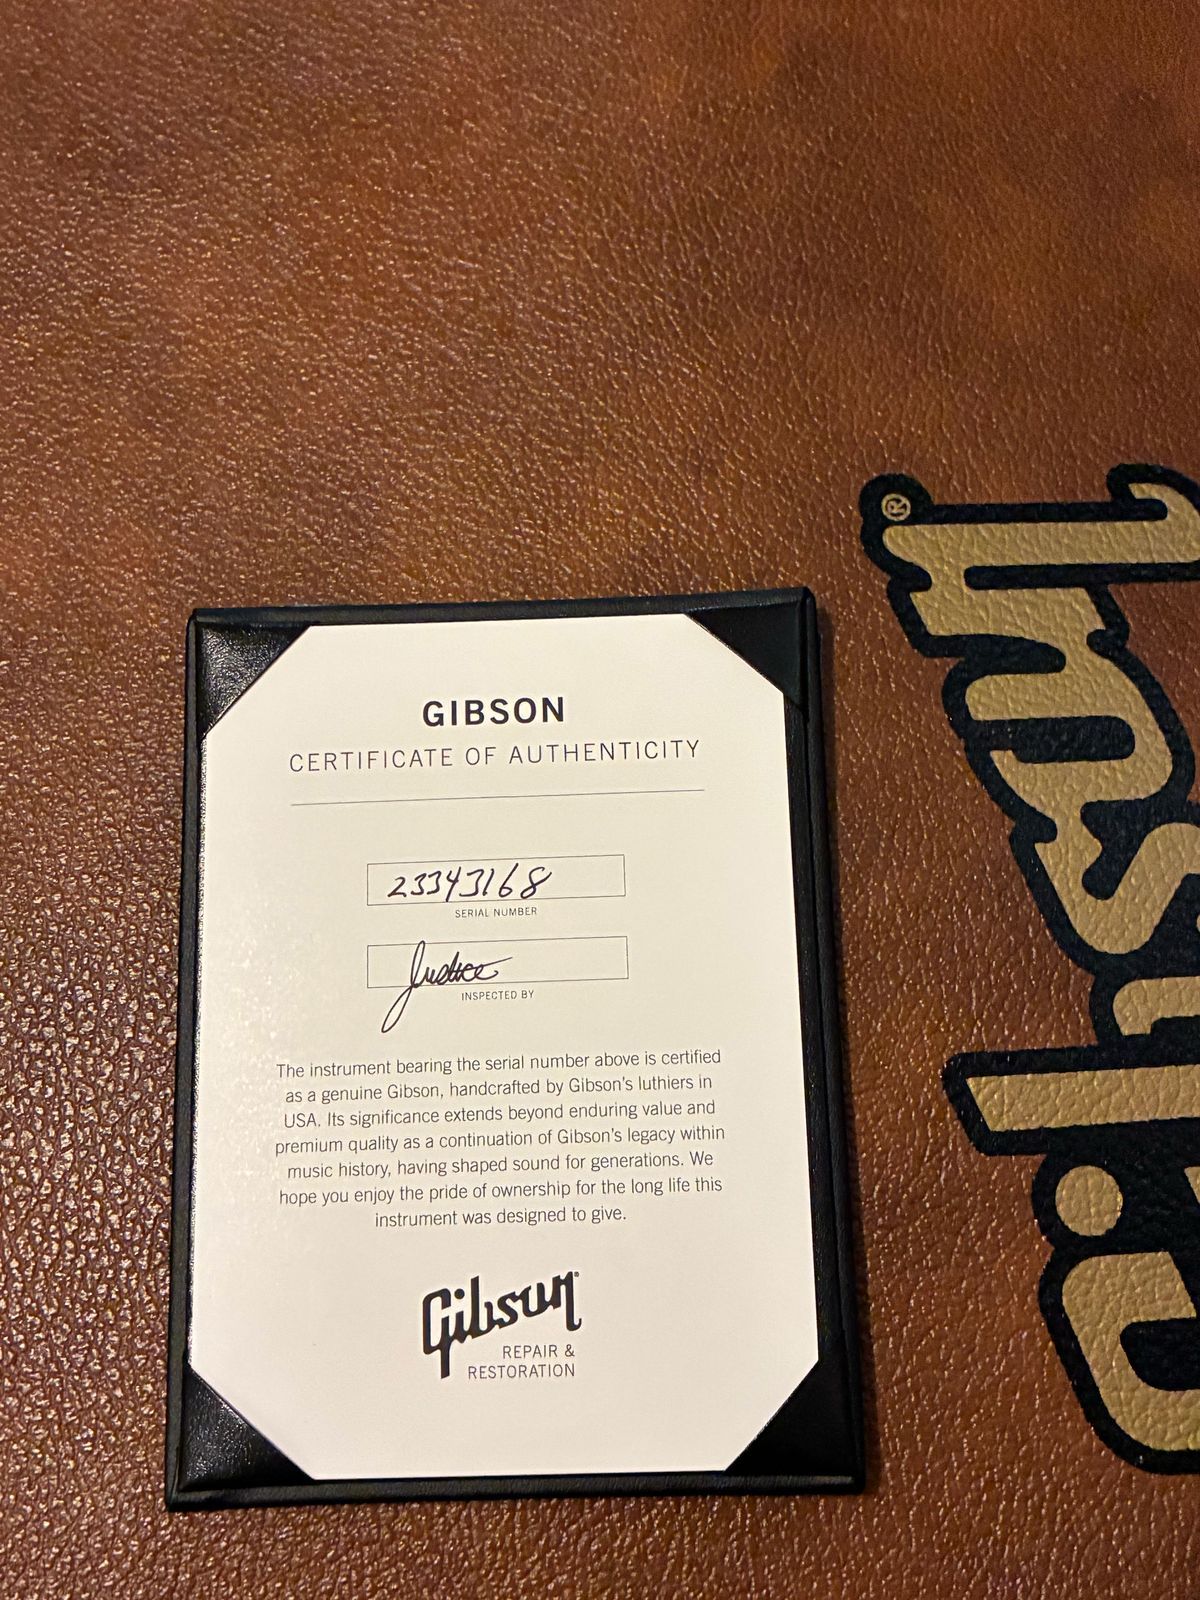 GIBSON
CERTIFICATE OF AUTHENTICITY
23343168
SERIAL NUMBER
Justice
INSPECTED BY
The instrument bearing the serial number above is certified
as a genuine Gibson, handcrafted by Gibson's luthiers in
USA. Its significance extends beyond enduring value and
premium quality as a continuation of Gibson's legacy within
music history, having shaped sound for generations. We
hope you enjoy the pride of ownership for the long life this
instrument was designed to give.
Gibson
REPAIR &
RESTORATION
Gibson®